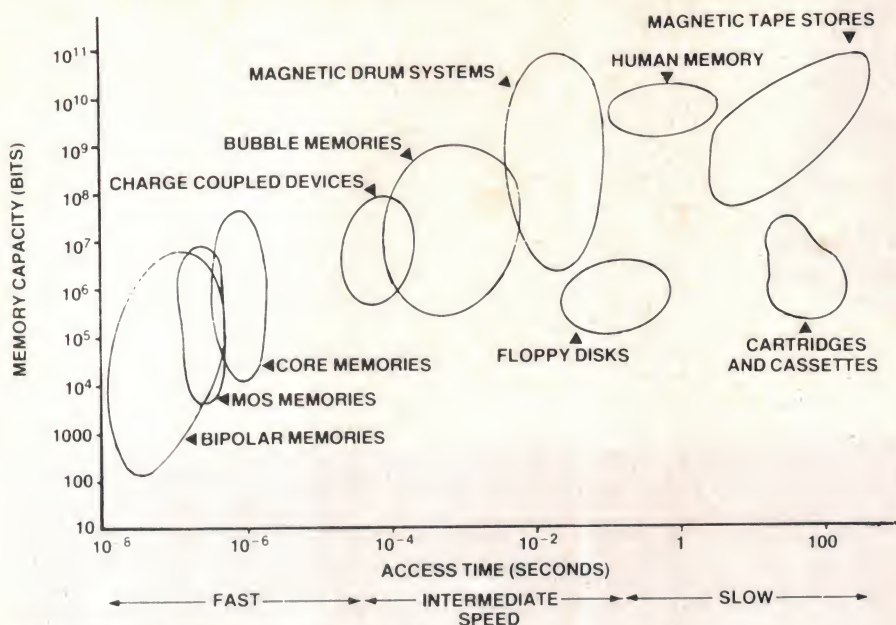 MAGNETIC TAPE STORES
HUMAN MEMORY
MAGNETIC DRUM SYSTEMS
BUBBLE MEMORIES
CHARGE COUPLED DEVICES
MEMORY CAPACITY (BITS)
10¹¹
10¹⁰
10⁹
10⁸
10⁷
10⁶
10⁵
10⁴
1000
100
10
CORE MEMORIES
MOS MEMORIES
BIPOLAR MEMORIES
FLOPPY DISKS
CARTRIDGES
AND CASSETTES
10⁻⁸ 10⁻⁶ 10⁻⁴ 10⁻² 1 100
ACCESS TIME (SECONDS)
FAST INTERMEDIATE SLOW
SPEED